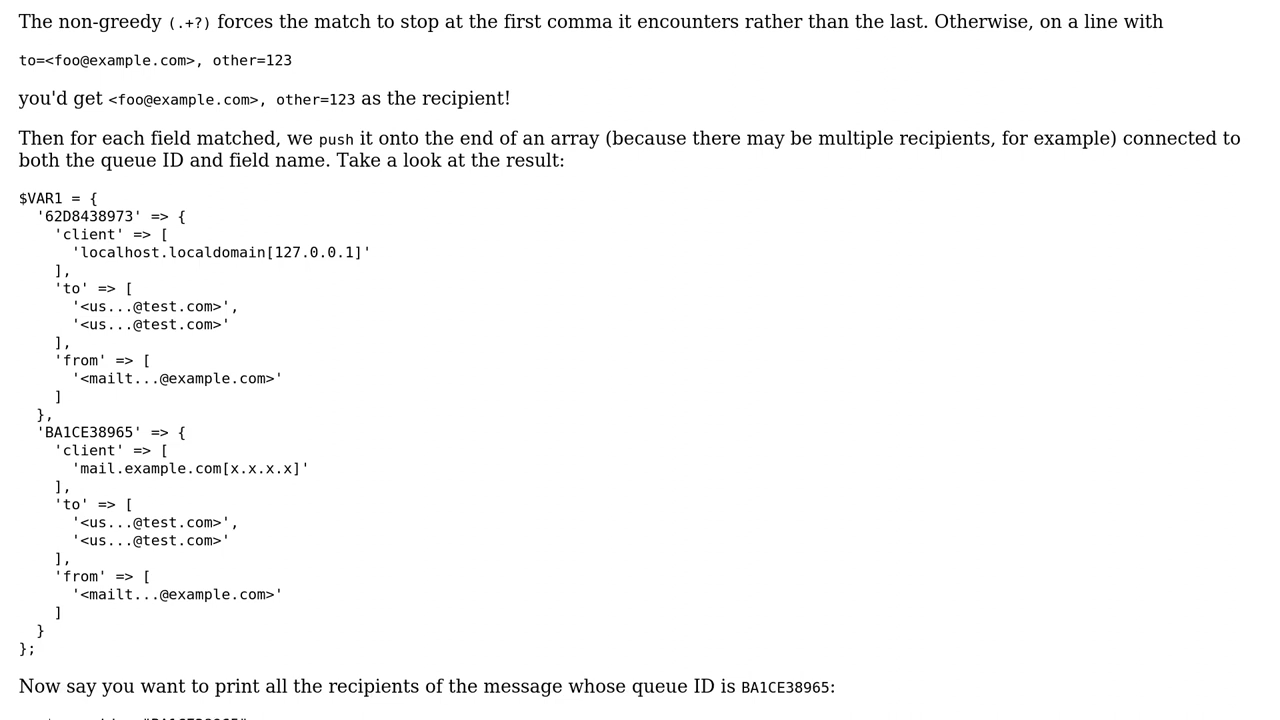 The non-greedy (.+?) forces the match to stop at the first comma it encounters rather than the last. Otherwise, on a line with
to=<foo@example.com>, other=123
you'd get <foo@example.com>, other=123 as the recipient!
Then for each field matched, we push it onto the end of an array (because there may be multiple recipients, for example) connected to
both the queue ID and field name. Take a look at the result:
$VAR1 = {
  '62D8438973' => {
    'client' => [
      'localhost.localdomain[127.0.0.1]'
    ],
    'to' => [
      '<us...@test.com>',
      '<us...@test.com>'
    ],
    'from' => [
      '<mailt...@example.com>'
    ]
  },
  'BA1CE38965' => {
    'client' => [
      'mail.example.com[x.x.x.x]'
    ],
    'to' => [
      '<us...@test.com>',
      '<us...@test.com>'
    ],
    'from' => [
      '<mailt...@example.com>'
    ]
  }
};
Now say you want to print all the recipients of the message whose queue ID is BA1CE38965: